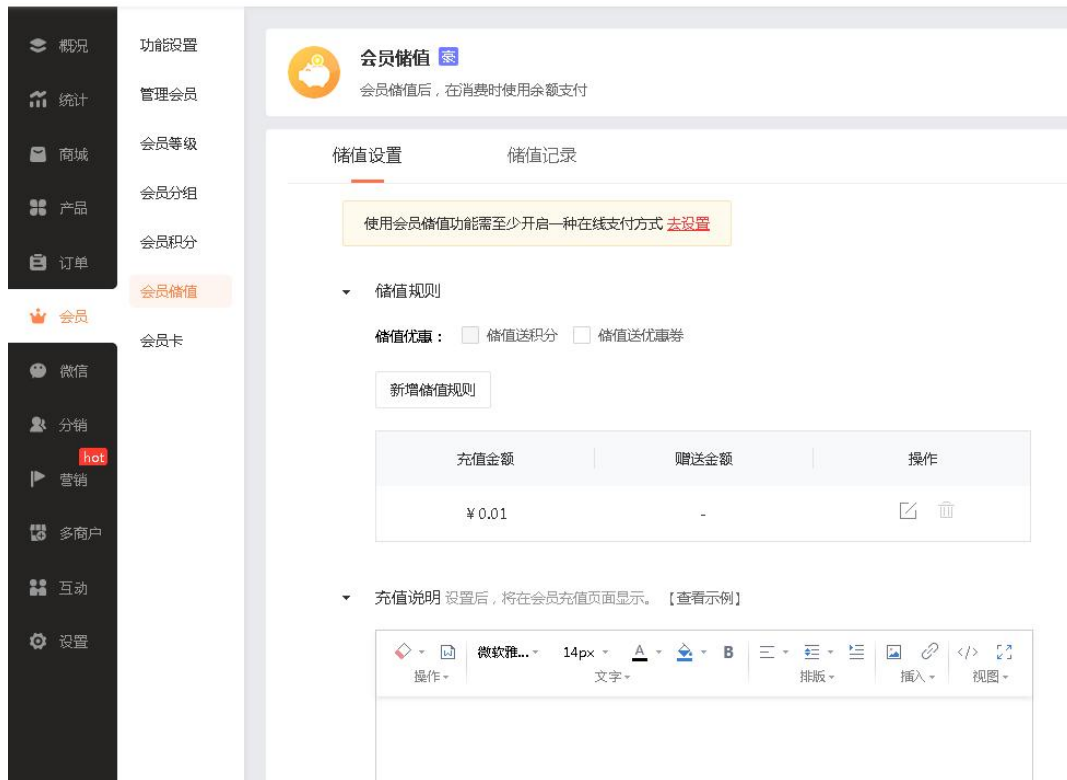 概况
统计
商城
产品
订单
会员
微信
分销
hot
营销
多商户
互动
设置
功能设置
管理会员
会员等级
会员分组
会员积分
会员储值
会员卡
会员储值 豪
会员储值后，在消费时使用余额支付
储值设置 储值记录
使用会员储值功能需至少开启一种在线支付方式 去设置
储值规则
储值优惠： 储值送积分 储值送优惠券
新增储值规则
充值金额 赠送金额 操作
￥0.01 -
充值说明 设置后，将在会员充值页面显示。【查看示例】
微软雅... 14px A B </>
操作 文字 排版 插入 视图